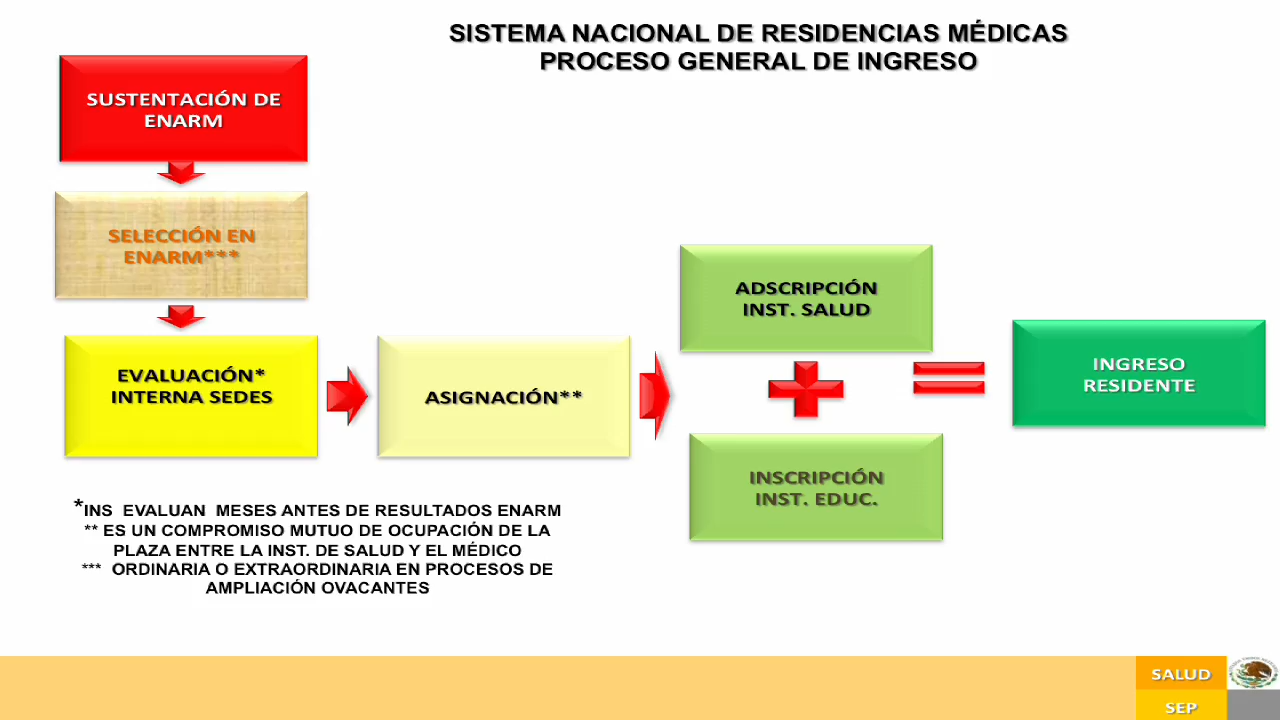 SISTEMA NACIONAL DE RESIDENCIAS MÉDICAS
PROCESO GENERAL DE INGRESO
SUSTENTACIÓN DE
ENARM
SELECCIÓN EN
ENARM***
EVALUACIÓN*
INTERNA SEDES
ASIGNACIÓN**
ADSCRIPCIÓN
INST. SALUD
INSCRIPCIÓN
INST. EDUC.
INGRESO
RESIDENTE
*INS EVALUAN MESES ANTES DE RESULTADOS ENARM
** ES UN COMPROMISO MUTUO DE OCUPACIÓN DE LA
PLAZA ENTRE LA INST. DE SALUD Y EL MÉDICO
*** ORDINARIA O EXTRAORDINARIA EN PROCESOS DE
AMPLIACIÓN OVACANTES
SALUD
SEP